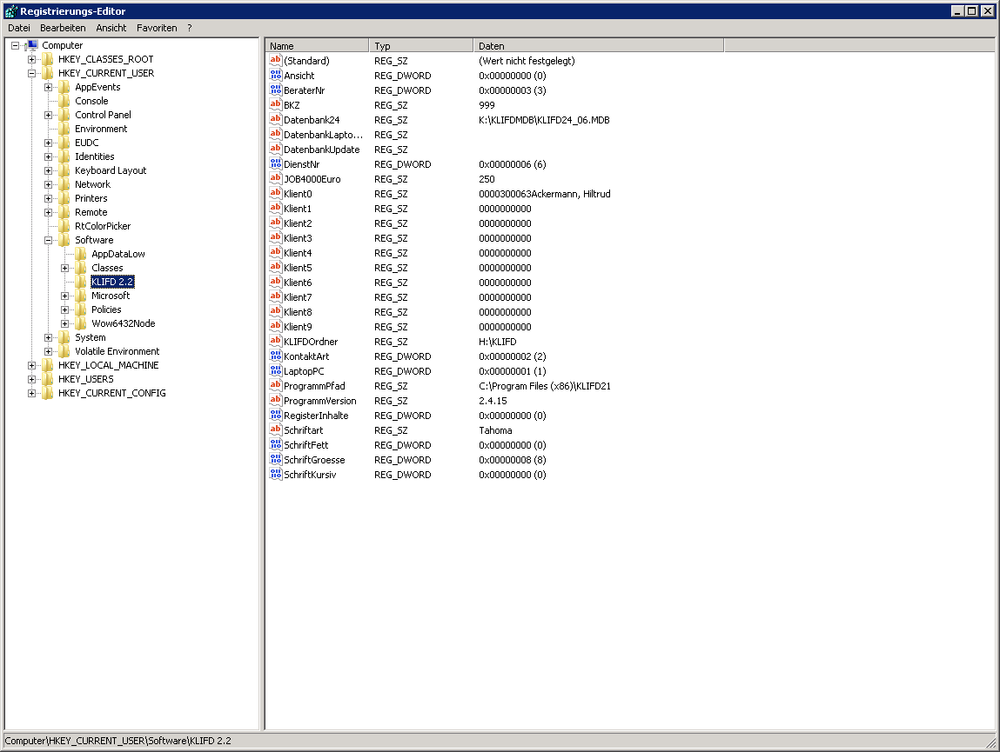 Registrierungs-Editor
Datei Bearbeiten Ansicht Favoriten ?
Computer
HKEY_CLASSES_ROOT
HKEY_CURRENT_USER
AppEvents
Console
Control Panel
Environment
EUDC
Identities
Keyboard Layout
Network
Printers
Remote
RtColorPicker
Software
AppDataLow
Classes
KLIFD 2.2
Microsoft
Policies
Wow6432Node
System
Volatile Environment
HKEY_LOCAL_MACHINE
HKEY_USERS
HKEY_CURRENT_CONFIG
Name Typ Daten
(Standard) REG_SZ (Wert nicht festgelegt)
Ansicht REG_DWORD 0x00000000 (0)
BeraterNr REG_DWORD 0x00000003 (3)
BKZ REG_SZ 999
Datenbank24 REG_SZ K:\KLIFDMDB\KLIFD24_06.MDB
DatenbankLapto... REG_SZ
DatenbankUpdate REG_SZ
DienstNr REG_DWORD 0x00000006 (6)
JOB4000Euro REG_SZ 250
Klient0 REG_SZ 0000300063Ackermann, Hiltrud
Klient1 REG_SZ 0000000000
Klient2 REG_SZ 0000000000
Klient3 REG_SZ 0000000000
Klient4 REG_SZ 0000000000
Klient5 REG_SZ 0000000000
Klient6 REG_SZ 0000000000
Klient7 REG_SZ 0000000000
Klient8 REG_SZ 0000000000
Klient9 REG_SZ 0000000000
KLIFDOrdner REG_SZ H:\KLIFD
KontaktArt REG_DWORD 0x00000002 (2)
LaptopPC REG_DWORD 0x00000001 (1)
ProgrammPfad REG_SZ C:\Program Files (x86)\KLIFD21
ProgrammVersion REG_SZ 2.4.15
RegisterInhalte REG_DWORD 0x00000000 (0)
Schriftart REG_SZ Tahoma
SchriftFett REG_DWORD 0x00000000 (0)
SchriftGroesse REG_DWORD 0x00000008 (8)
SchriftKursiv REG_DWORD 0x00000000 (0)
Computer\HKEY_CURRENT_USER\Software\KLIFD 2.2